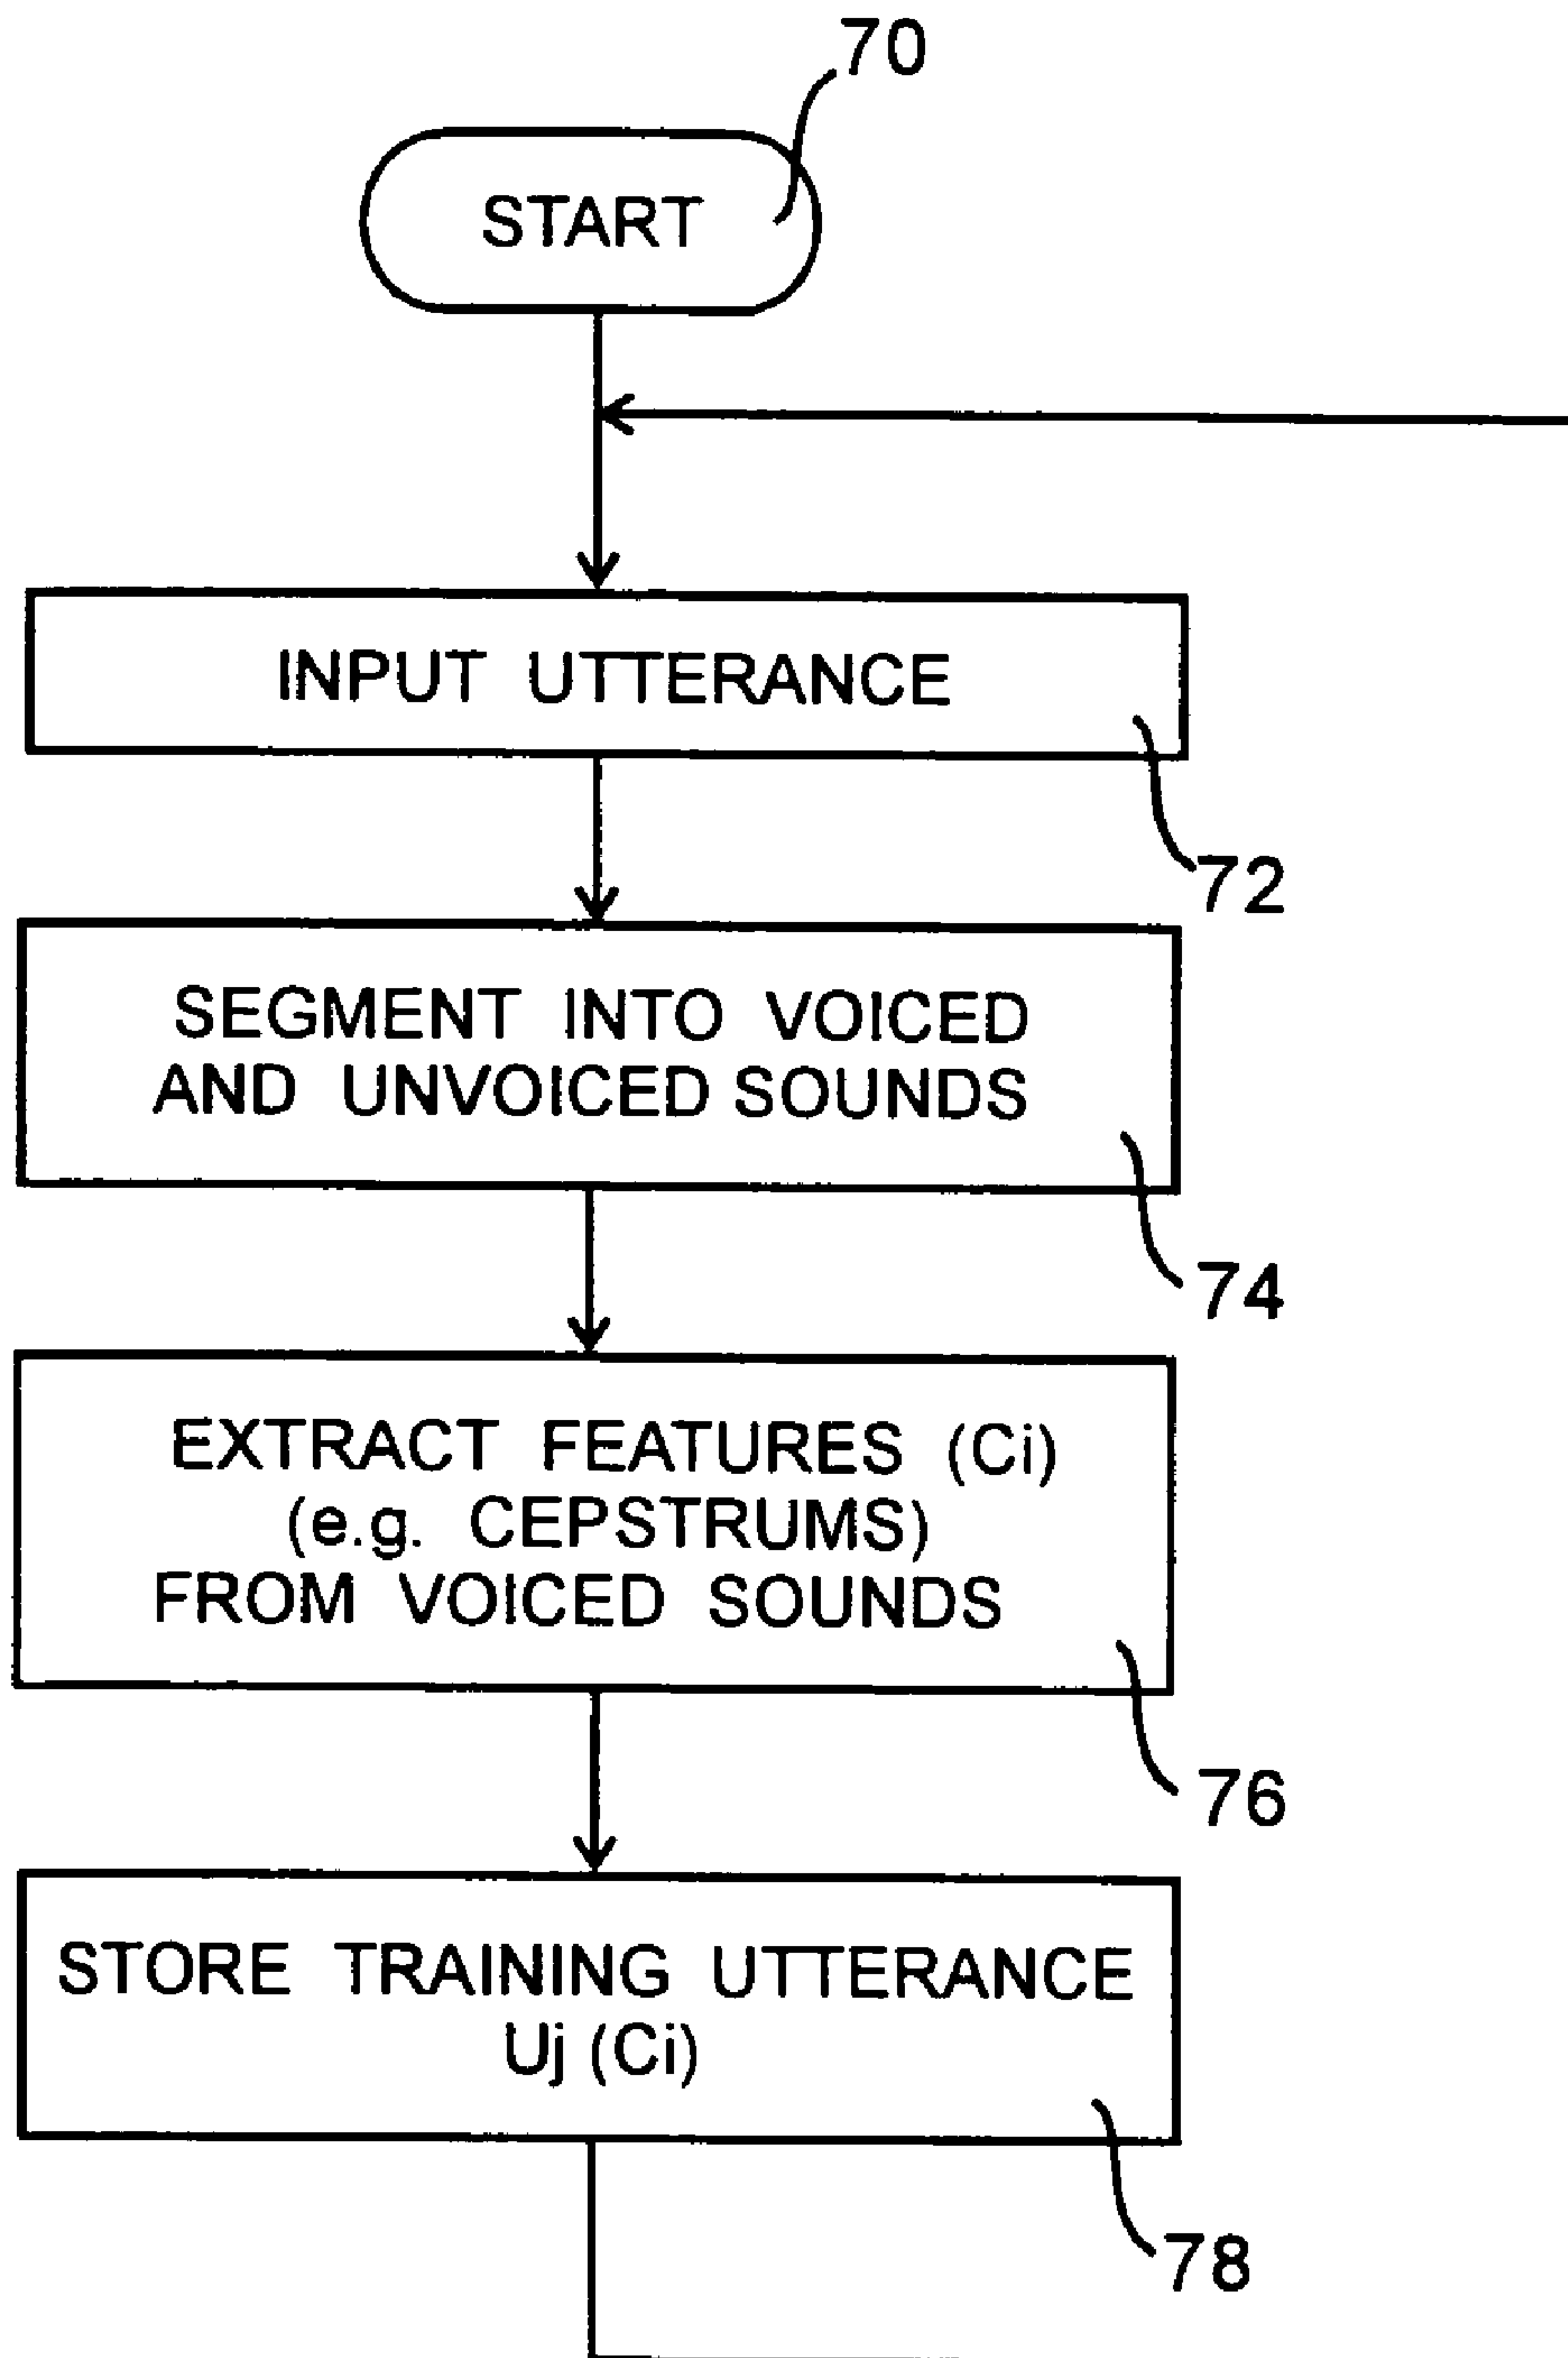 70
START
INPUT UTTERANCE
72
SEGMENT INTO VOICED
AND UNVOICED SOUNDS
74
EXTRACT FEATURES (Ci)
(e.g. CEPSTRUMS)
FROM VOICED SOUNDS
76
STORE TRAINING UTTERANCE
Uj (Ci)
78